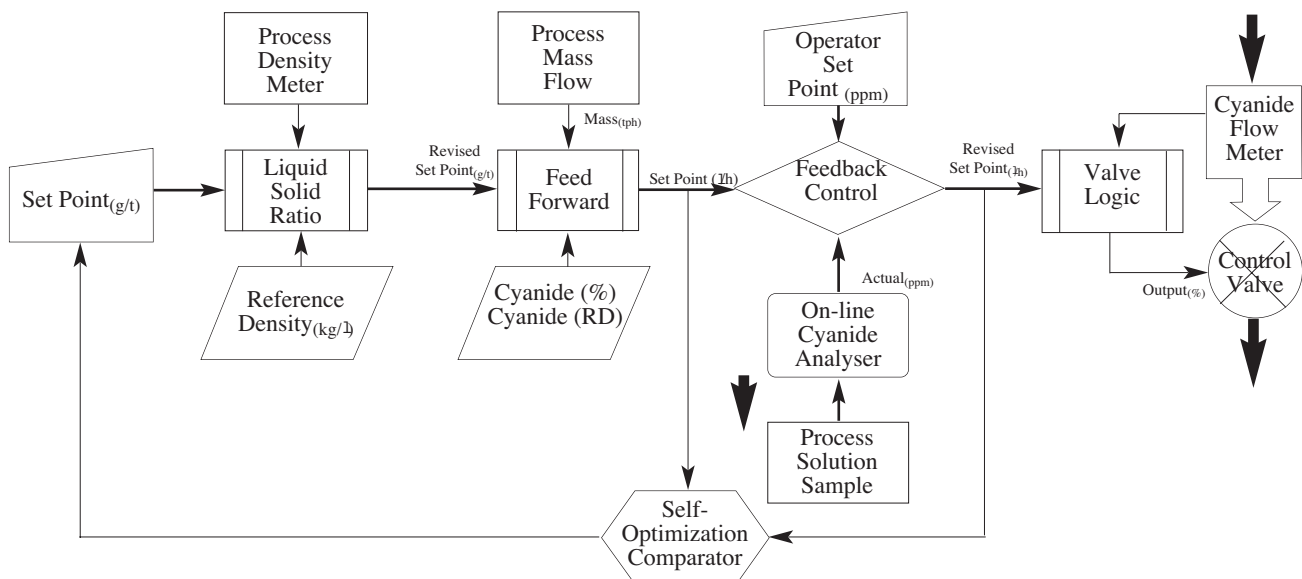 Process
Density
Meter
Process
Mass
Flow
Operator
Set
Point (ppm)
Cyanide
Flow
Meter
Mass(tph)
Set Point(g/t)
Liquid
Solid
Ratio
Revised
Set Point(g/t)
Feed
Forward
Set Point (l/h)
Feedback
Control
Revised
Set Point(l/h)
Valve
Logic
Control
Valve
Output(%)
Reference
Density(kg/l)
Cyanide (%)
Cyanide (RD)
Actual(ppm)
On-line
Cyanide
Analyser
Process
Solution
Sample
Self-
Optimization
Comparator